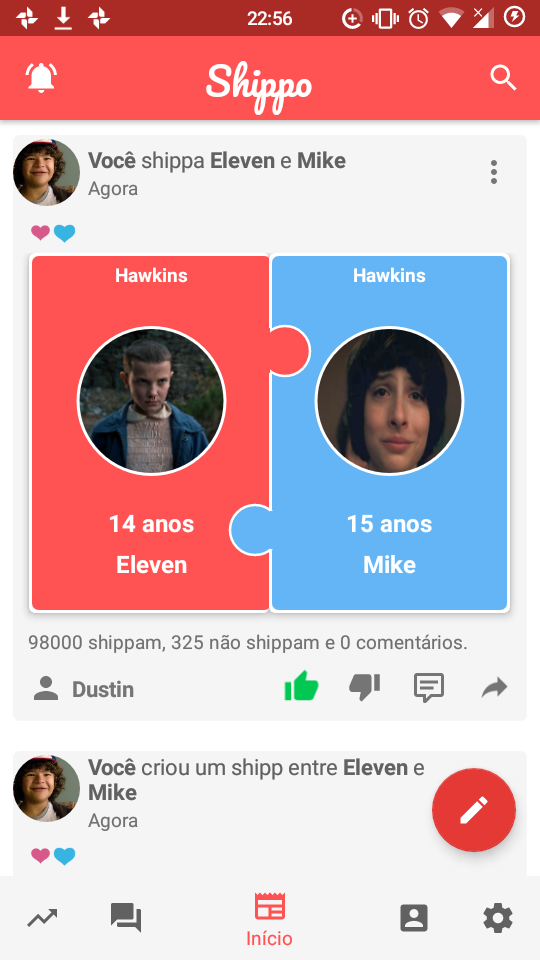 22:56
Shippo
Você shippa Eleven e Mike
Agora
Hawkins
Hawkins
14 anos
15 anos
Eleven
Mike
98000 shippam, 325 não shippam e 0 comentários.
Dustin
Você criou um shipp entre Eleven e
Mike
Agora
Início